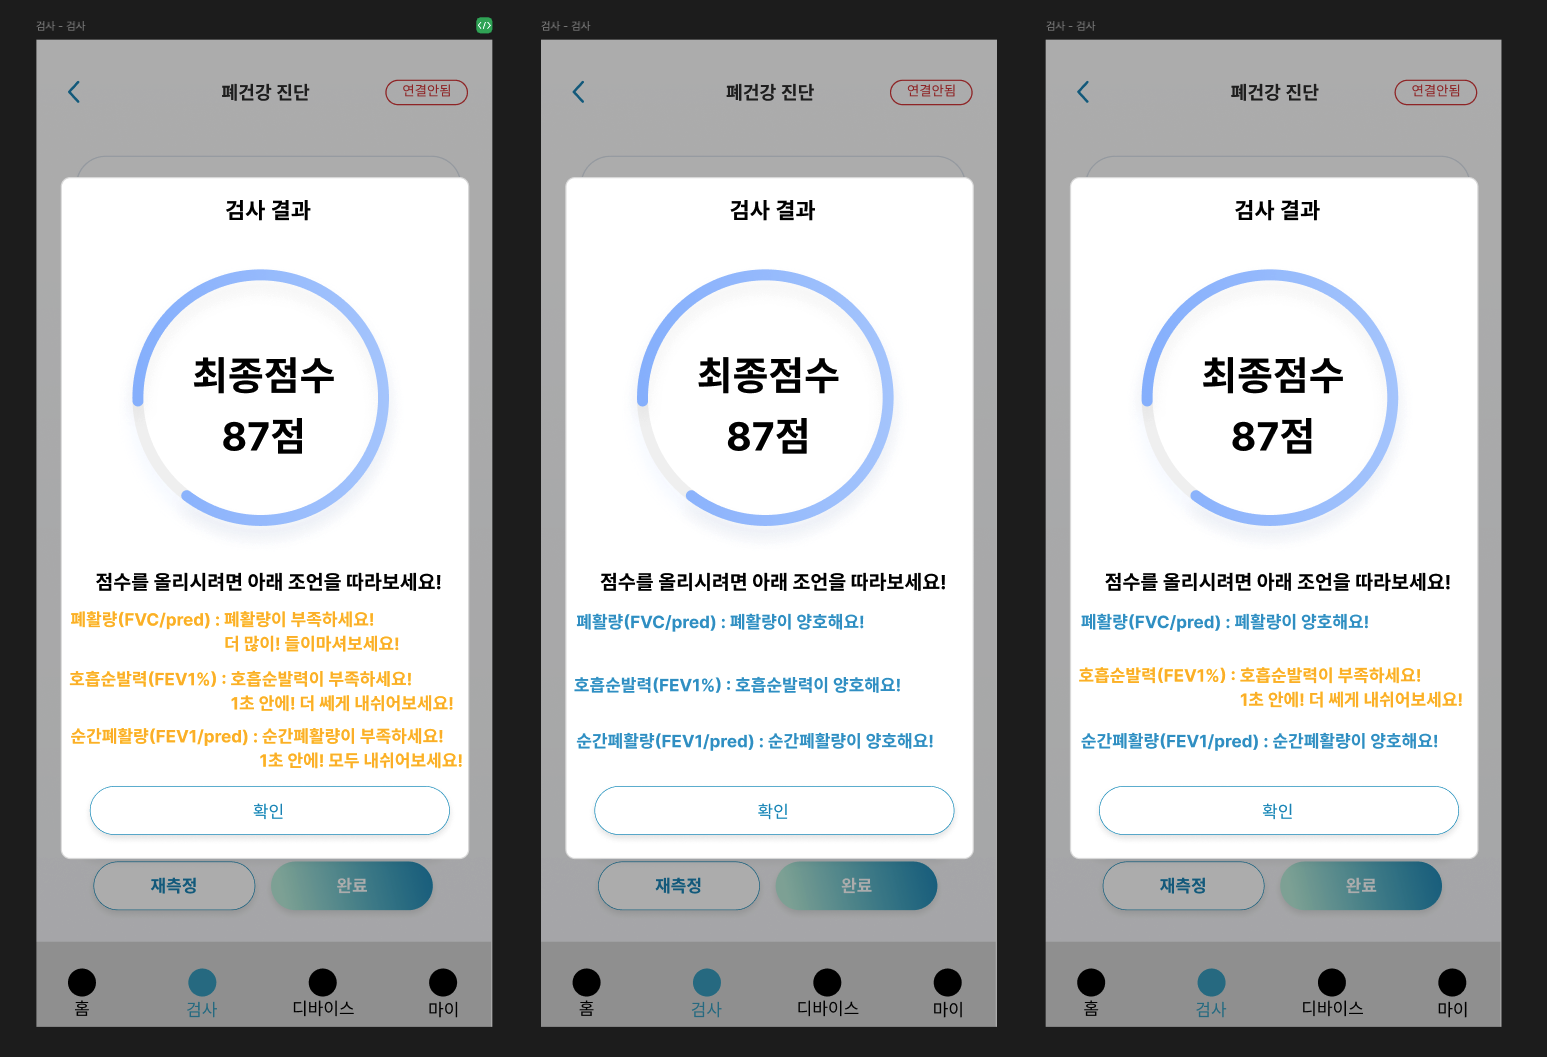 검사 - 검사
</>
폐건강 진단
연결안됨
검사 결과
최종점수
87점
점수를 올리시려면 아래 조언을 따라보세요!
폐활량(FVC/pred) : 폐활량이 부족하세요!
더 많이! 들이마셔보세요!
호흡순발력(FEV1%) : 호흡순발력이 부족하세요!
1초 안에! 더 쎄게 내쉬어보세요!
순간폐활량(FEV1/pred) : 순간폐활량이 부족하세요!
1초 안에! 모두 내쉬어보세요!
확인
재측정
완료
홈
검사
디바이스
마이
검사 - 검사
폐건강 진단
연결안됨
검사 결과
최종점수
87점
점수를 올리시려면 아래 조언을 따라보세요!
폐활량(FVC/pred) : 폐활량이 양호해요!
호흡순발력(FEV1%) : 호흡순발력이 양호해요!
순간폐활량(FEV1/pred) : 순간폐활량이 양호해요!
확인
재측정
완료
홈
검사
디바이스
마이
검사 - 검사
폐건강 진단
연결안됨
검사 결과
최종점수
87점
점수를 올리시려면 아래 조언을 따라보세요!
폐활량(FVC/pred) : 폐활량이 양호해요!
호흡순발력(FEV1%) : 호흡순발력이 부족하세요!
1초 안에! 더 쎄게 내쉬어보세요!
순간폐활량(FEV1/pred) : 순간폐활량이 양호해요!
확인
재측정
완료
홈
검사
디바이스
마이